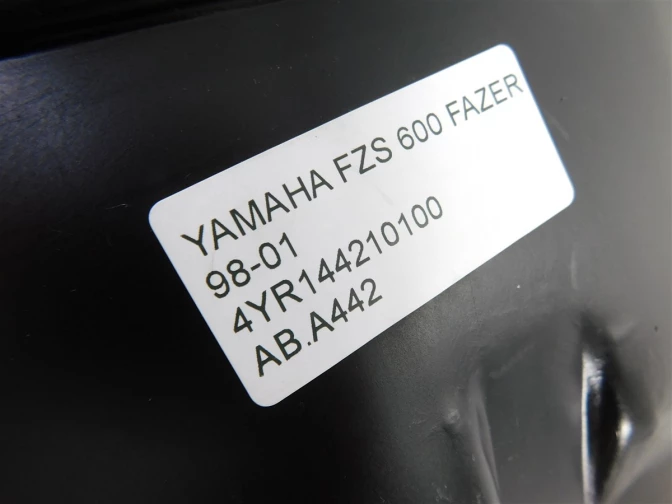 YAMAHA FZS 600 FAZER
98-01
4YR144210100
AB.A442